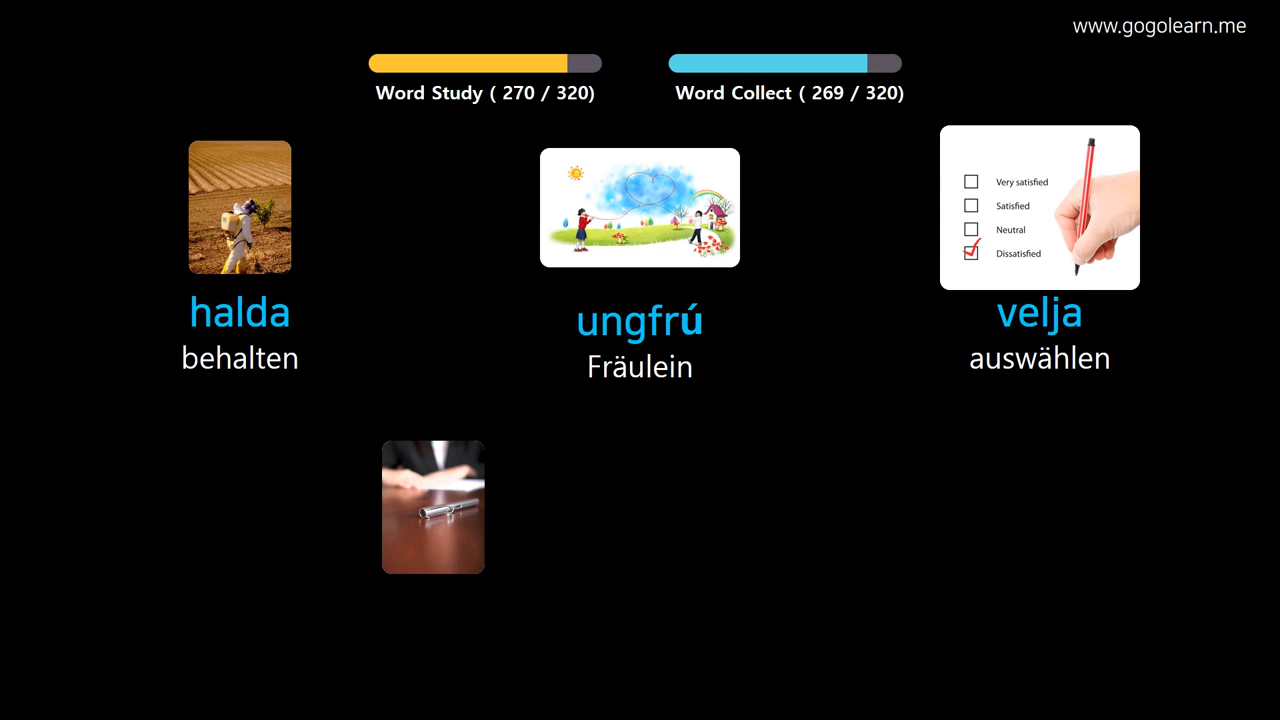 www.gogolearn.me
Word Study ( 270 / 320)
Word Collect ( 269 / 320)
Very satisfied
Satisfied
Neutral
Dissatisfied
halda
behalten
ungfrú
Fräulein
velja
auswählen